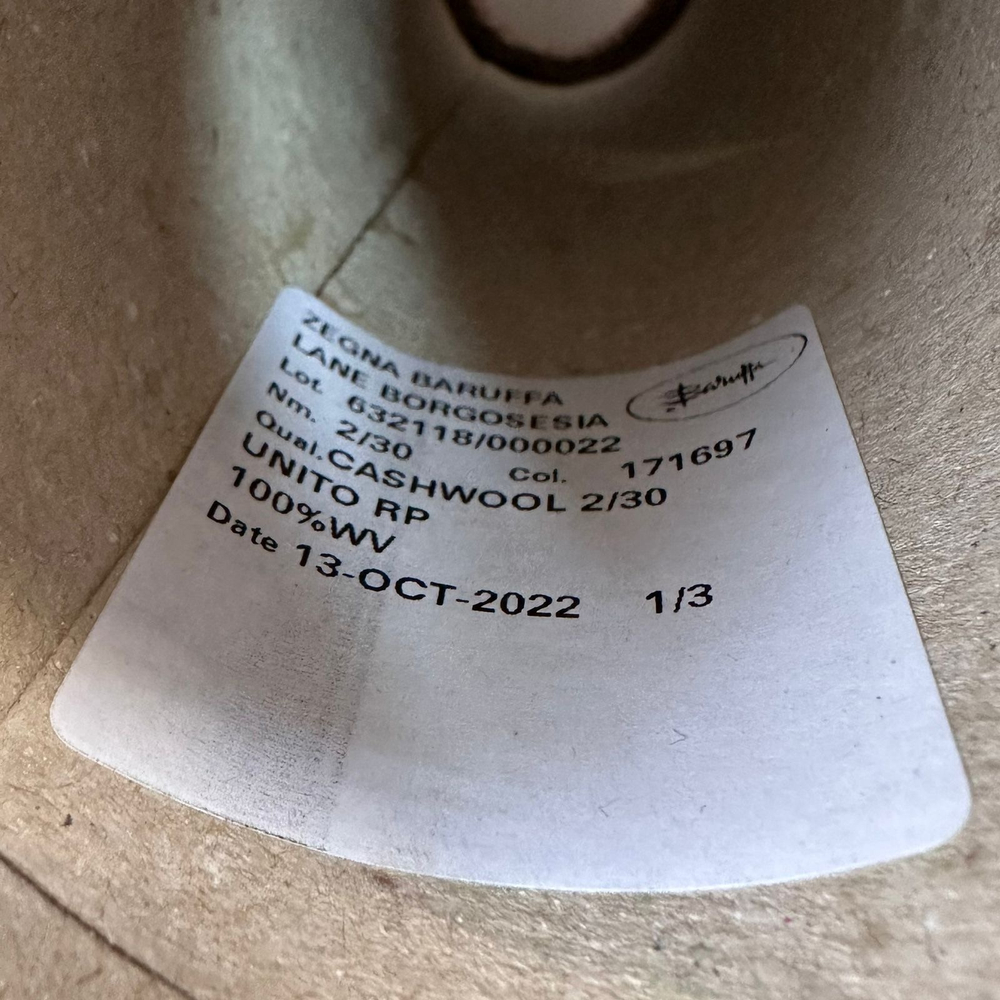 ZEGNA BARUFFA
LANE BORGOSESIA
Baruffa
Lot. 632118/000022
Nm. 2/30 Col. 171697
Qual.CASHWOOL 2/30
UNITO RP
100%WV
Date 13-OCT-2022 1/3